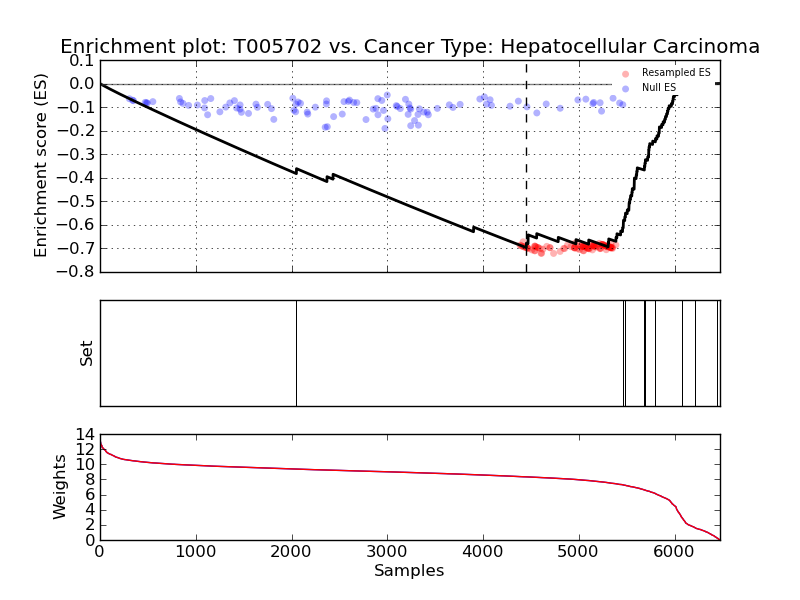 Enrichment plot: T005702 vs. Cancer Type: Hepatocellular Carcinoma
Enrichment score (ES)
0.1
0.0
−0.1
−0.2
−0.3
−0.4
−0.5
−0.6
−0.7
−0.8
Resampled ES
Null ES
Set
Weights
14
12
10
8
6
4
2
0
0 1000 2000 3000 4000 5000 6000
Samples